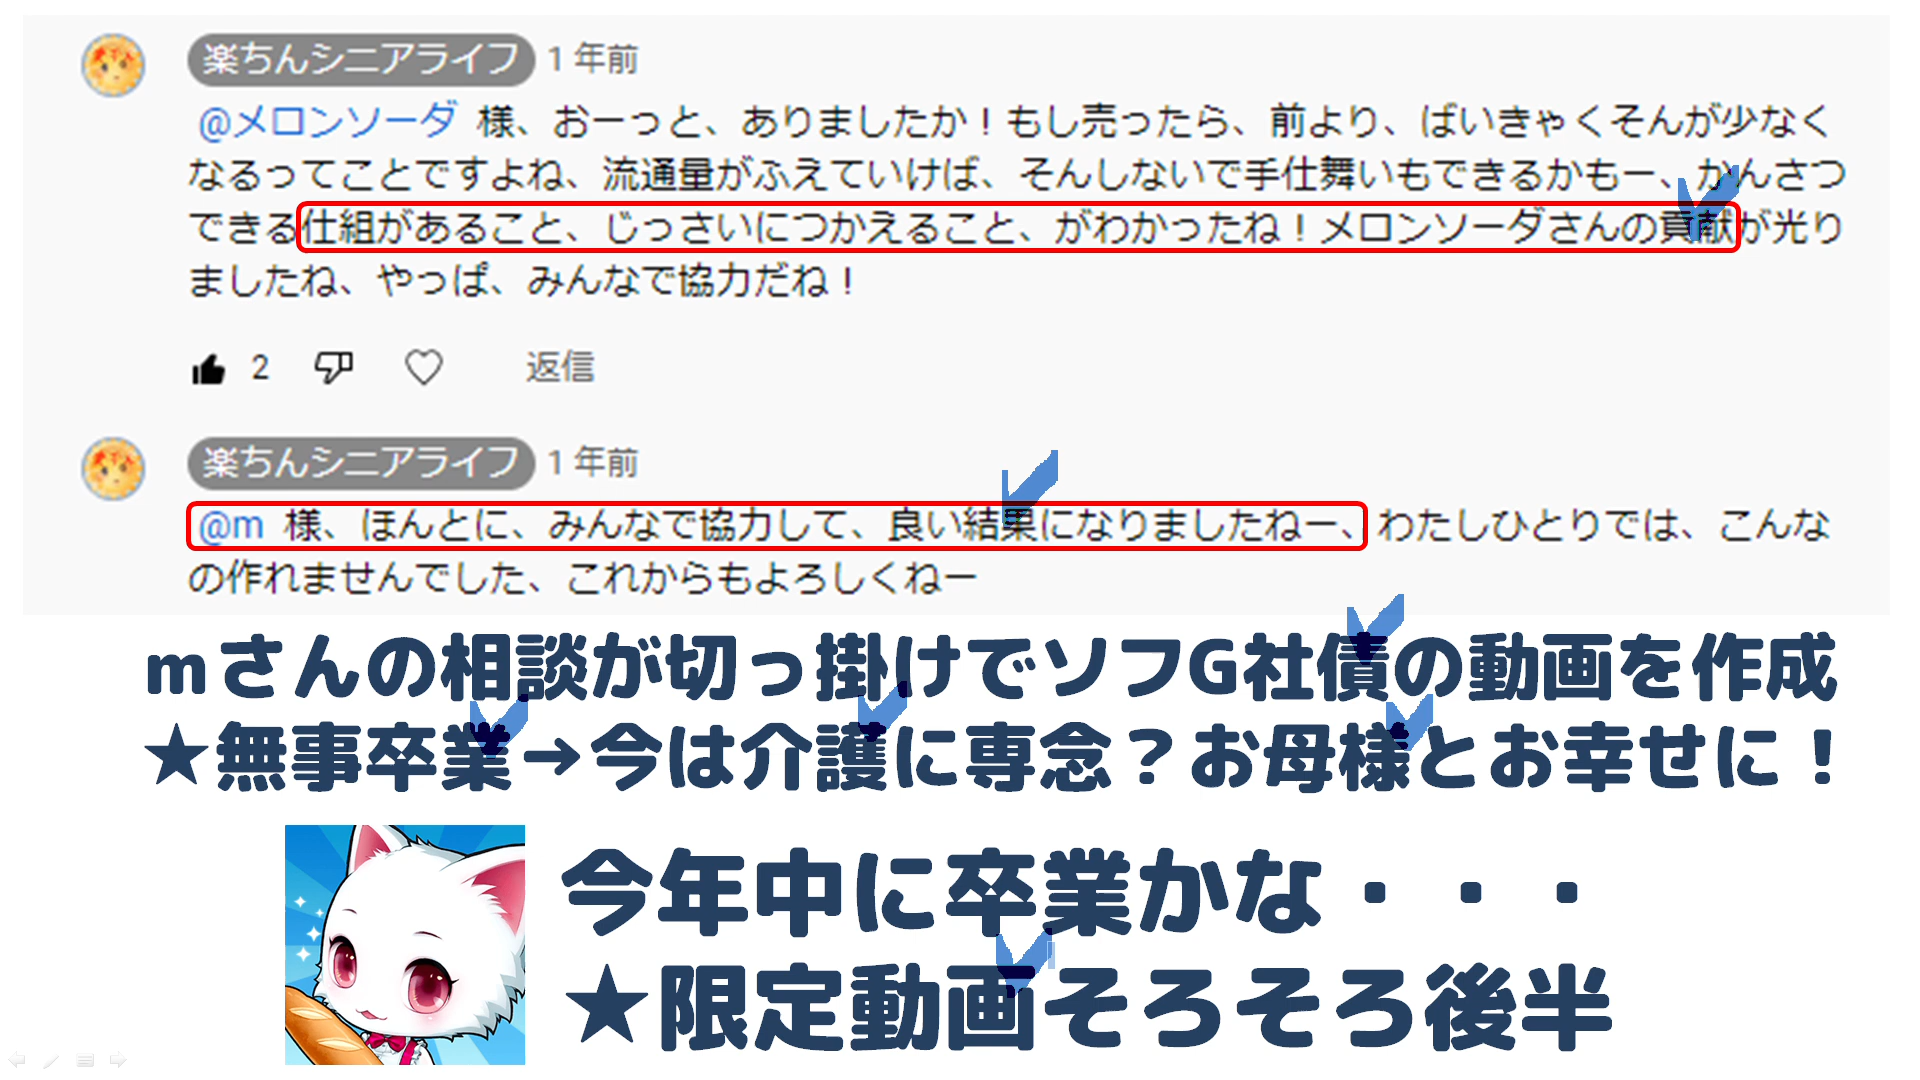 楽ちんシニアライフ 1 年前
@メロンソーダ 様、おーっと、ありましたか！もし売ったら、前より、ばいきゃくそんが少なく
なるってことですよね、流通量がふえていけば、そんしないで手仕舞いもできるかもー、かんさつ
できる仕組があること、じっさいにつかえること、がわかったね！メロンソーダさんの貢献が光り
ましたね、やっぱ、みんなで協力だね！
2 返信
楽ちんシニアライフ 1 年前
@m 様、ほんとに、みんなで協力して、良い結果になりましたねー、わたしひとりでは、こんな
の作れませんでした、これからもよろしくねー
mさんの相談が切っ掛けでソフG社債の動画を作成
★無事卒業→今は介護に専念？お母様とお幸せに！
今年中に卒業かな・・・
★限定動画そろそろ後半